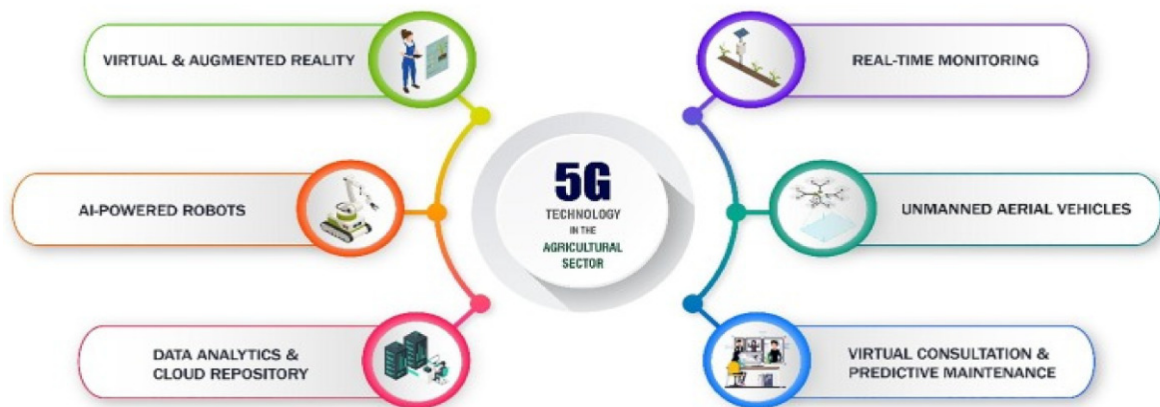 VIRTUAL & AUGMENTED REALITY
AI-POWERED ROBOTS
DATA ANALYTICS &
CLOUD REPOSITORY
5G
TECHNOLOGY
IN THE
AGRICULTURAL
SECTOR
REAL-TIME MONITORING
UNMANNED AERIAL VEHICLES
VIRTUAL CONSULTATION &
PREDICTIVE MAINTENANCE